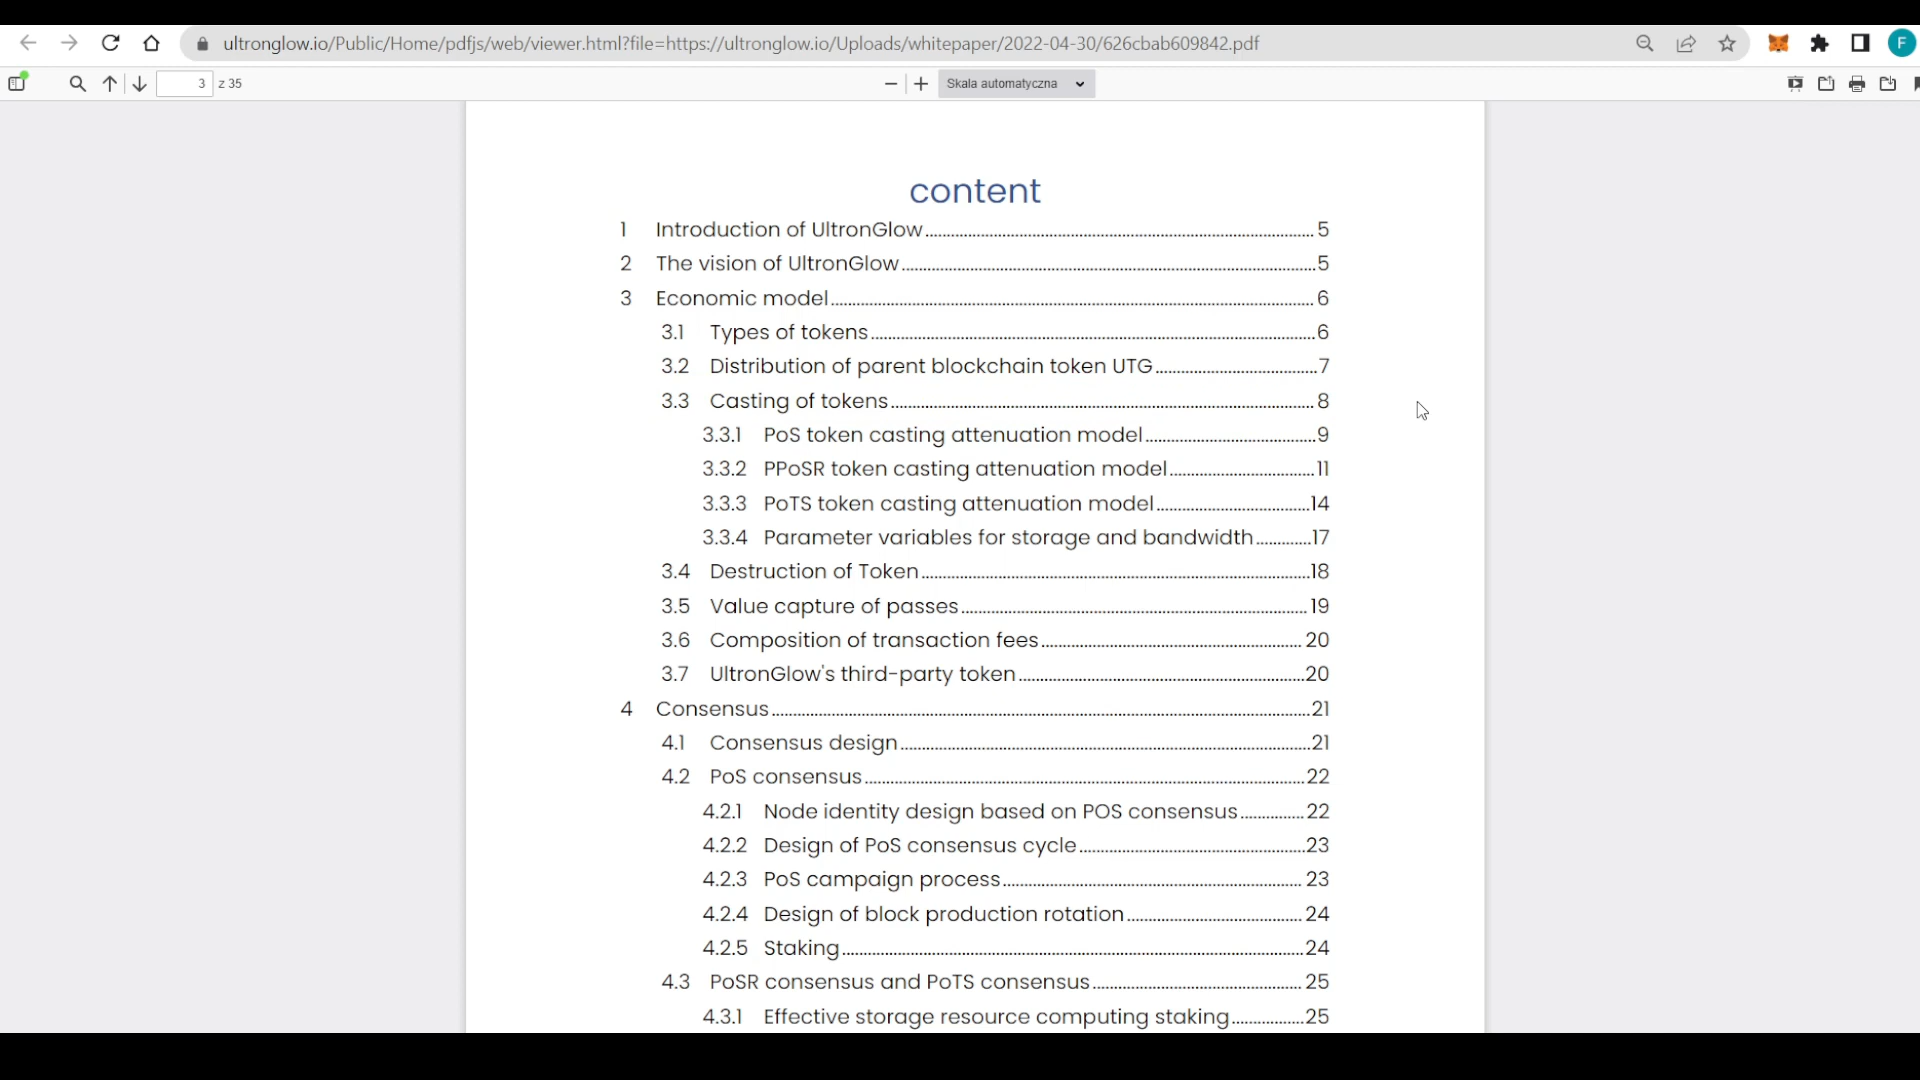 ultronglow.io/Public/Home/pdfjs/web/viewer.html?file=https://ultronglow.io/Uploads/whitepaper/2022-04-30/626cbab609842.pdf
F
3 z 35
Skala automatyczna
content
1 Introduction of UltronGlow 5
2 The vision of UltronGlow 5
3 Economic model 6
3.1 Types of tokens 6
3.2 Distribution of parent blockchain token UTG 7
3.3 Casting of tokens 8
3.3.1 PoS token casting attenuation model 9
3.3.2 PPoSR token casting attenuation model 11
3.3.3 PoTS token casting attenuation model 14
3.3.4 Parameter variables for storage and bandwidth 17
3.4 Destruction of Token 18
3.5 Value capture of passes 19
3.6 Composition of transaction fees 20
3.7 UltronGlow's third-party token 20
4 Consensus 21
4.1 Consensus design 21
4.2 PoS consensus 22
4.2.1 Node identity design based on POS consensus 22
4.2.2 Design of PoS consensus cycle 23
4.2.3 PoS campaign process 23
4.2.4 Design of block production rotation 24
4.2.5 Staking 24
4.3 PoSR consensus and PoTS consensus 25
4.3.1 Effective storage resource computing staking 25